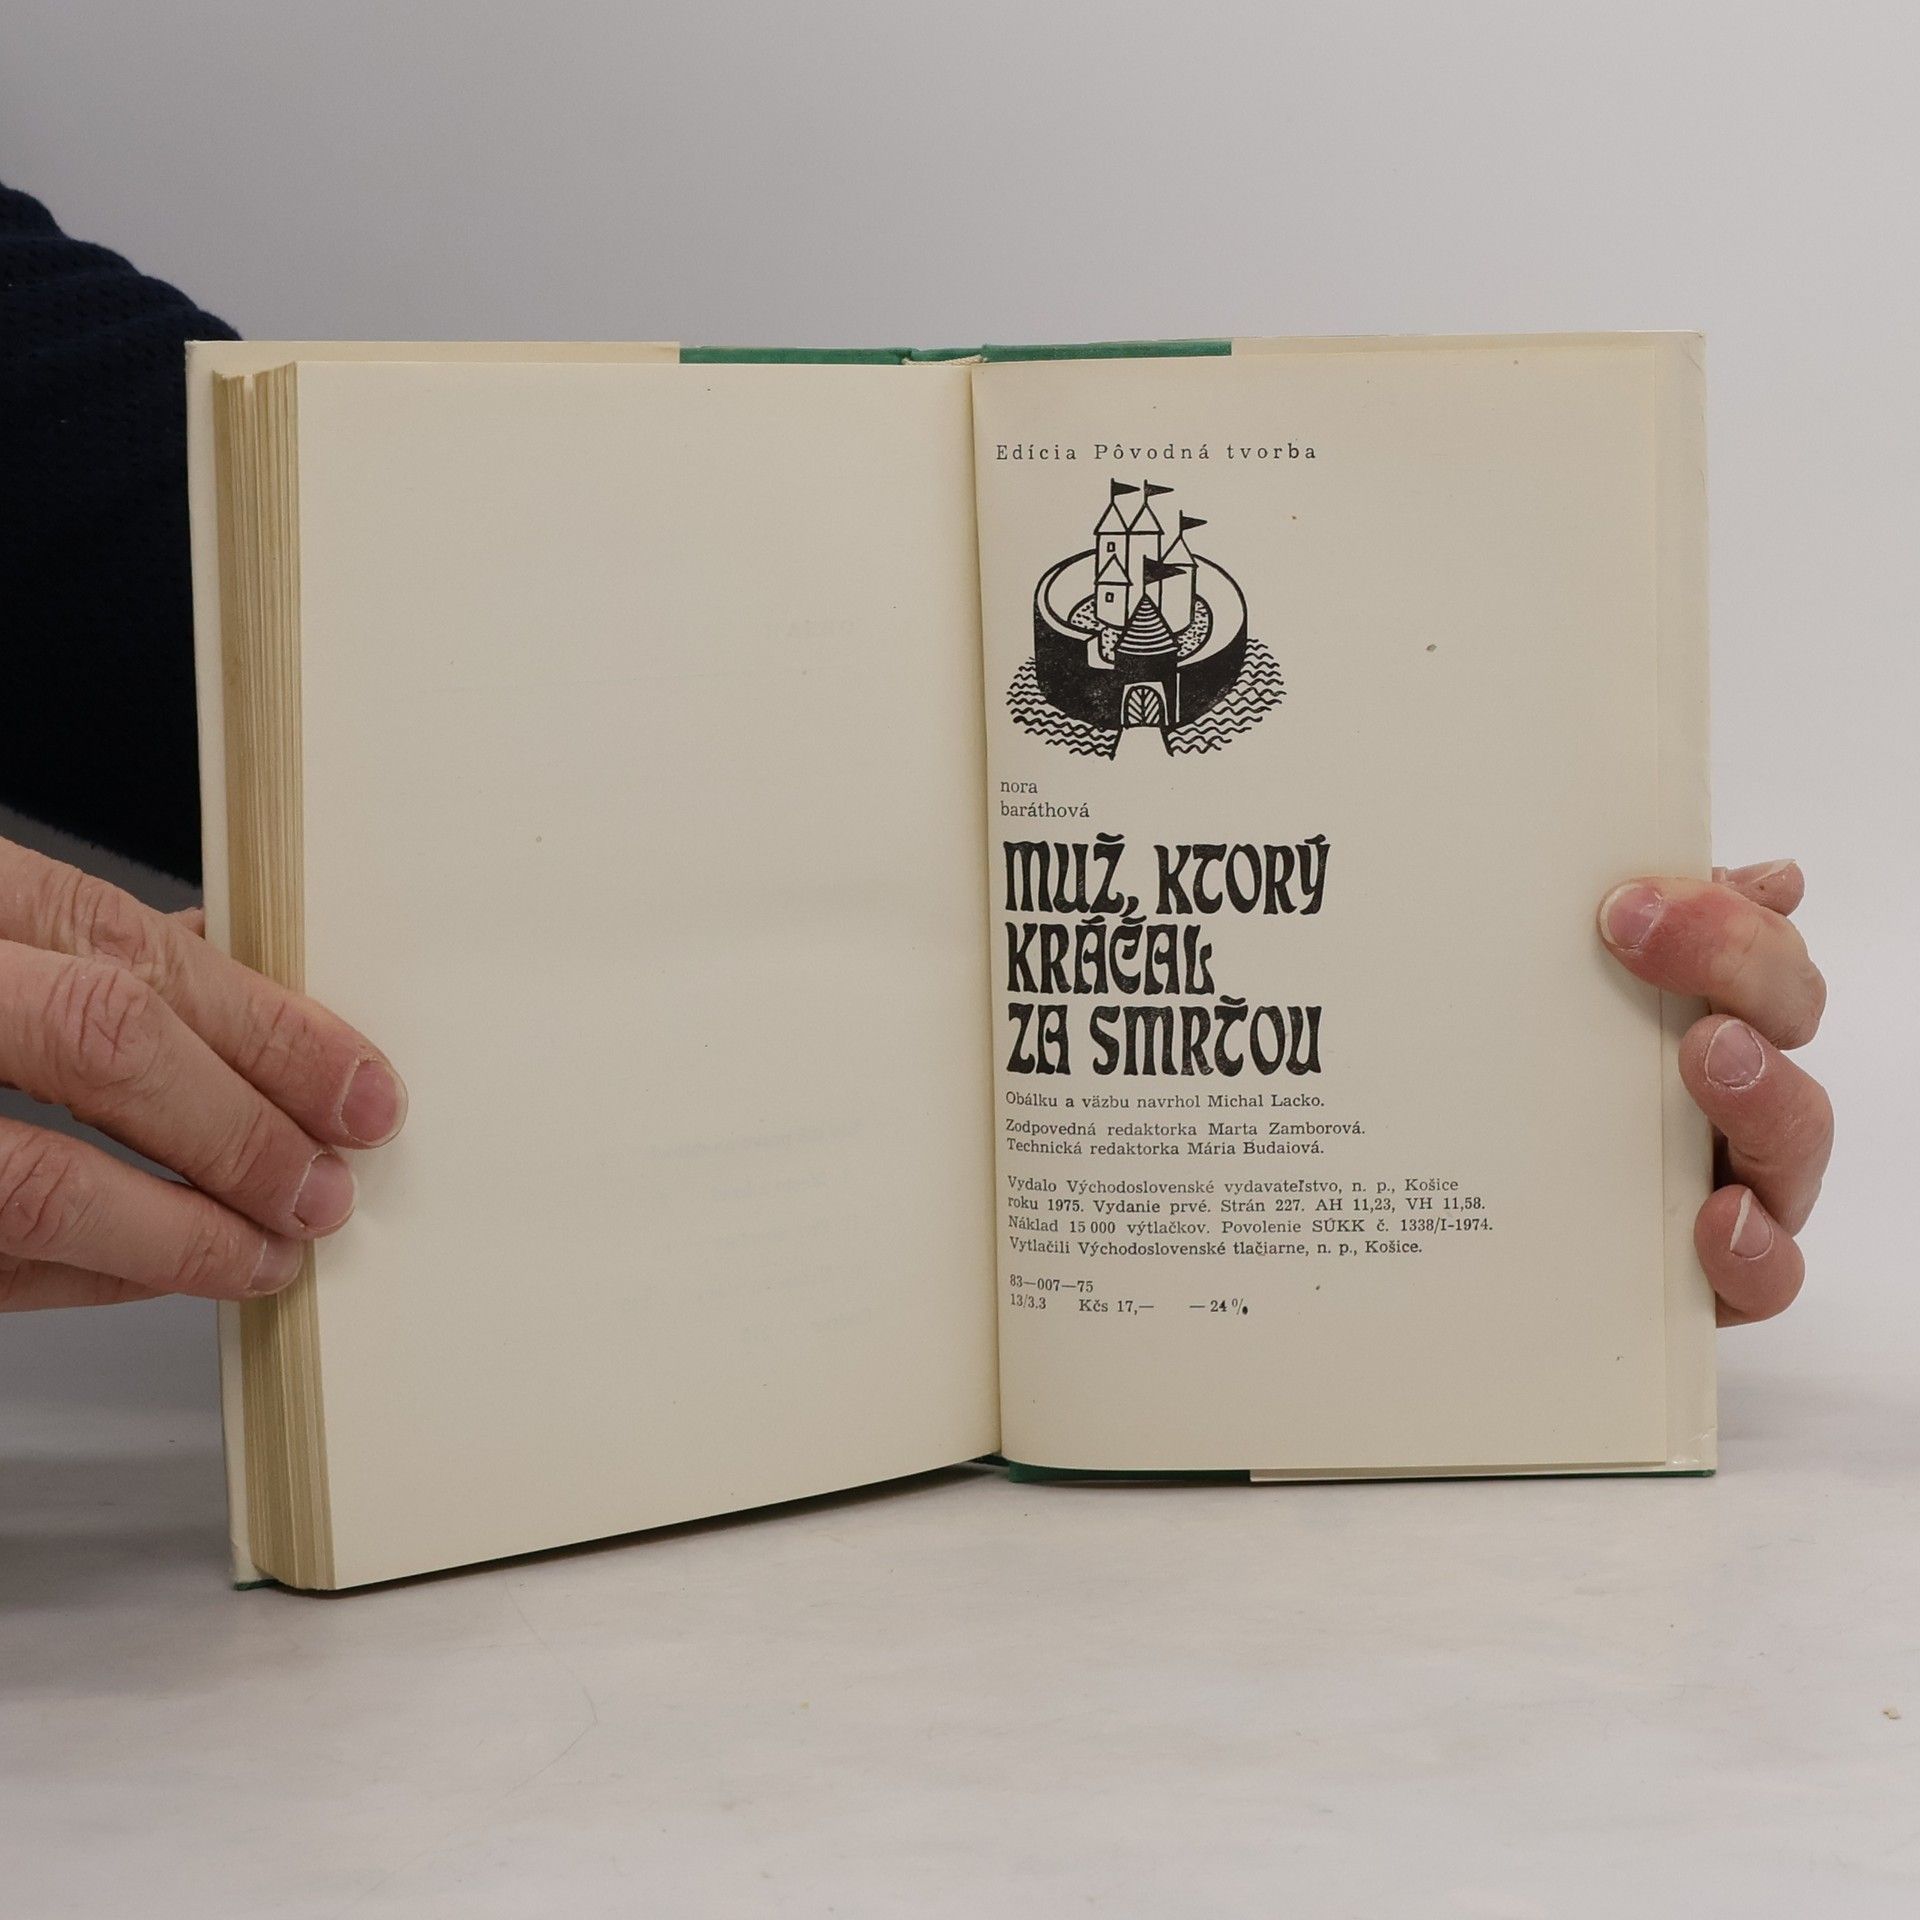 Edícia Pôvodná tvorba
nora
baráthová
MUŽ, KTORÝ
KRÁČAL
ZA SMRŤOU
Obálku a väzbu navrhol Michal Lacko.
Zodpovedná redaktorka Marta Zamborová.
Technická redaktorka Mária Budaiová.
Vydalo Východoslovenské vydavateľstvo, n. p., Košice
roku 1975. Vydanie prvé. Strán 227. AH 11,23, VH 11,58.
Náklad 15 000 výtlačkov. Povolenie SÚKK č. 1338/I-1974.
Vytlačili Východoslovenské tlačiarne, n. p., Košice.
83—007—75
13/3.3 Kčs 17,— — 24 %